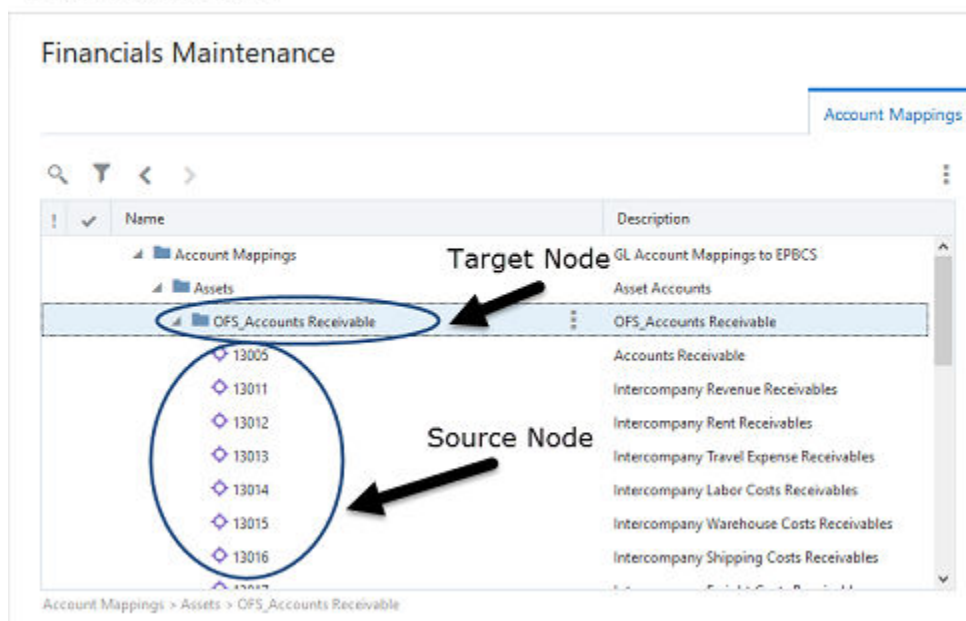 Financials Maintenance
Account Mappings
! Name Description
Account Mappings GL Account Mappings to EPBCS
Target Node
Assets Asset Accounts
OFS_Accounts Receivable OFS_Accounts Receivable
13005 Accounts Receivable
13011 Intercompany Revenue Receivables
13012 Intercompany Rent Receivables
Source Node
13013 Intercompany Travel Expense Receivables
13014 Intercompany Labor Costs Receivables
13015 Intercompany Warehouse Costs Receivables
13016 Intercompany Shipping Costs Receivables
Account Mappings > Assets > OFS_Accounts Receivable